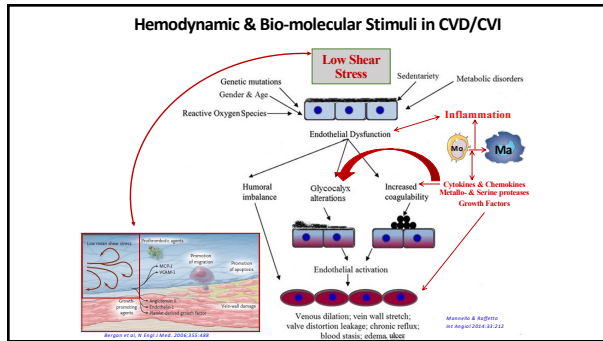 Hemodynamic & Bio-molecular Stimuli in CVD/CVI
Low Shear
Stress
Genetic mutations
Gender & Age
Reactive Oxygen Species
Sedentariety
Metabolic disorders
Endothelial Dysfunction
Inflammation
Mo
Ma
Humoral
imbalance
Glycocalyx
alterations
Increased
coagulability
Cytokines & Chemokines
Metallo- & Serine proteases
Growth Factors
Endothelial activation
Low mean shear stress
Prothrombotic agents
MCP-1
VCAM-1
Promotion
of migration
Promotion
of apoptosis
Growth-
promoting
agents
Angiotensin II
Endothelin-1
Platelet-derived growth factor
Vein-wall damage
Bergan et al, N Engl J Med. 2006;355:488
Venous dilation; vein wall stretch;
valve distortion leakage; chronic reflux;
blood stasis; edema, ulcer
Mannello & Raffetto
Int Angiol 2014:33:212